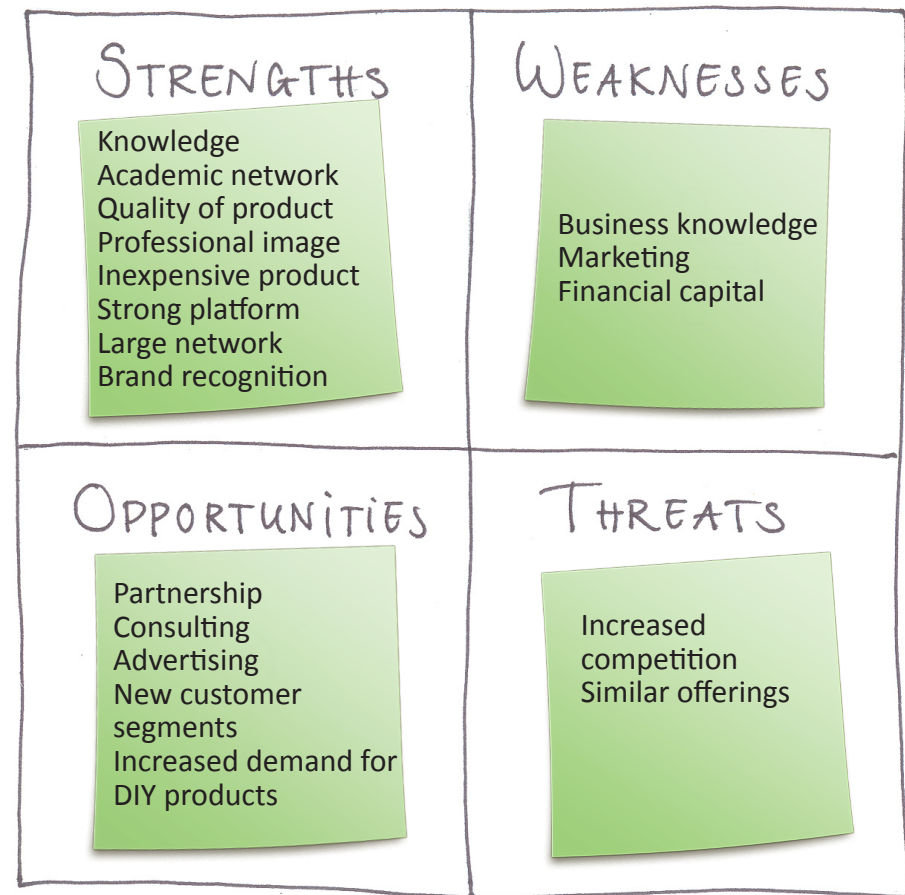 STRENGTHS
Knowledge
Academic network
Quality of product
Professional image
Inexpensive product
Strong platform
Large network
Brand recognition
WEAKNESSES
Business knowledge
Marketing
Financial capital
OPPORTUNITIES
Partnership
Consulting
Advertising
New customer
segments
Increased demand for
DIY products
THREATS
Increased
competition
Similar offerings